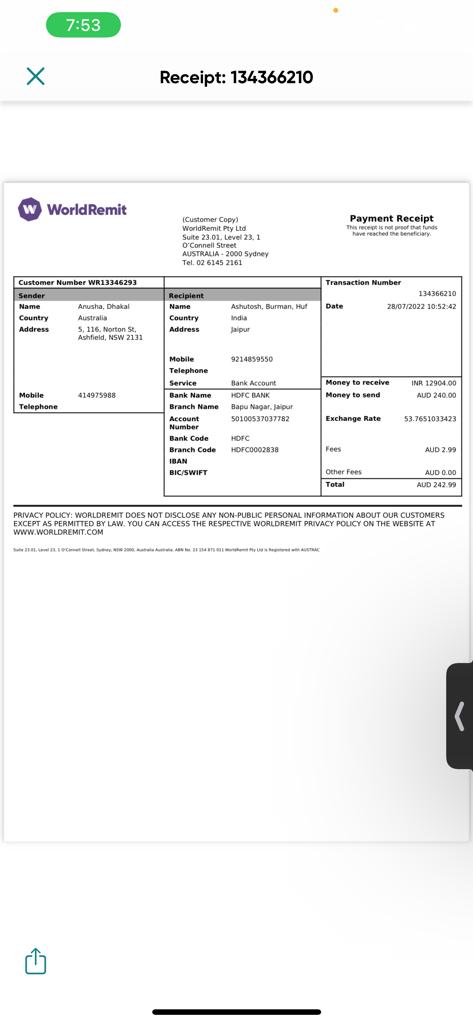 7:53
Receipt: 134366210
WorldRemit
(Customer Copy)
WorldRemit Pty Ltd
Suite 23.01, Level 23, 1
O'Connell Street
AUSTRALIA - 2000 Sydney
Tel. 02 6145 2161
Payment Receipt
This receipt is not proof that funds
have reached the beneficiary.
Customer Number WR13346293
Sender
Name Anusha, Dhakal
Country Australia
Address 5, 116, Norton St,
Ashfield, NSW 2131
Mobile 414975988
Telephone
Recipient
Name Ashutosh, Burman, Huf
Country India
Address Jaipur
Mobile 9214859550
Telephone
Service Bank Account
Bank Name HDFC BANK
Branch Name Bapu Nagar, Jaipur
Account 50100537037782
Number
Bank Code HDFC
Branch Code HDFC0002838
IBAN
BIC/SWIFT
Transaction Number
134366210
Date 28/07/2022 10:52:42
Money to receive INR 12904.00
Money to send AUD 240.00
Exchange Rate 53.7651033423
Fees AUD 2.99
Other Fees AUD 0.00
Total AUD 242.99
PRIVACY POLICY: WORLDREMIT DOES NOT DISCLOSE ANY NON-PUBLIC PERSONAL INFORMATION ABOUT OUR CUSTOMERS
EXCEPT AS PERMITTED BY LAW. YOU CAN ACCESS THE RESPECTIVE WORLDREMIT PRIVACY POLICY ON THE WEBSITE AT
WWW.WORLDREMIT.COM
Suite 23.01, Level 23, 1 O'Connell Street, Sydney, NSW 2000, Australia Australia. ABN No. 23 154 871 011 WorldRemit Pty Ltd is Registered with AUSTRAC